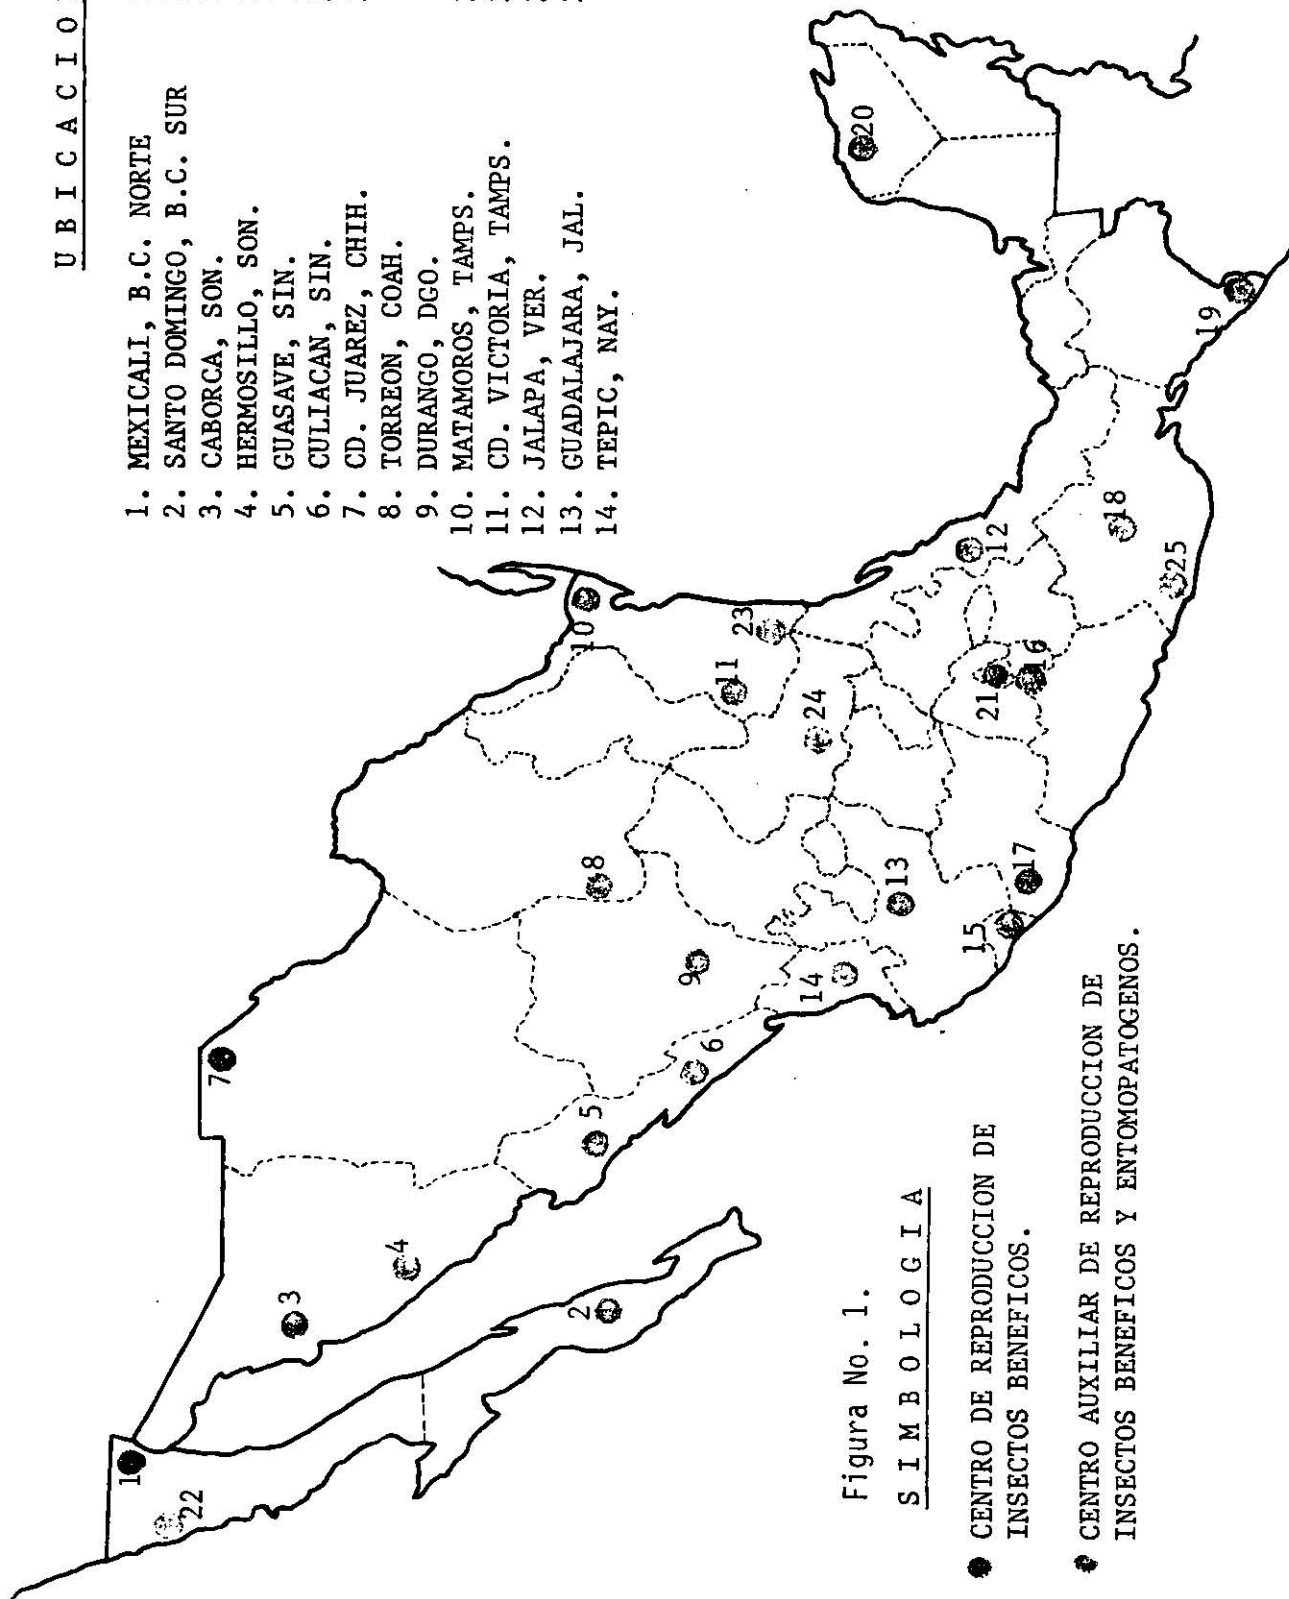 U B I C A C I O
1. MEXICALI, B.C. NORTE
2. SANTO DOMINGO, B.C. SUR
3. CABORCA, SON.
4. HERMOSILLO, SON.
5. GUASAVE, SIN.
6. CULIACAN, SIN.
7. CD. JUAREZ, CHIH.
8. TORREON, COAH.
9. DURANGO, DGO.
10. MATAMOROS, TAMPS.
11. CD. VICTORIA, TAMPS.
12. JALAPA, VER.
13. GUADALAJARA, JAL.
14. TEPIC, NAY.
1
22
3
4
2
7
5
6
8
9
10
11
23
24
14
13
15
17
21
16
12
18
25
19
20
Figura No. 1.
S I M B O L O G I A
CENTRO DE REPRODUCCION DE
INSECTOS BENEFICOS.
CENTRO AUXILIAR DE REPRODUCCION DE
INSECTOS BENEFICOS Y ENTOMOPATOGENOS.